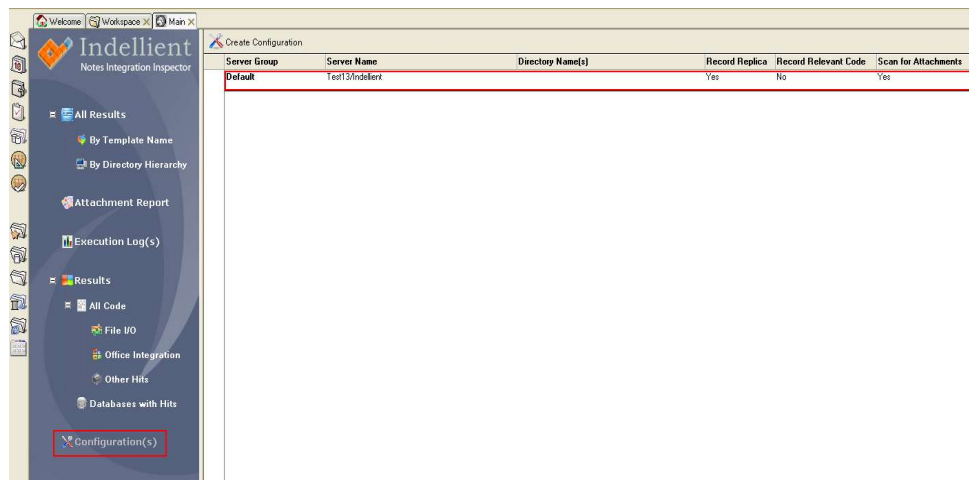 Welcome Workspace Main
Indellient
Notes Integration Inspector
All Results
By Template Name
By Directory Hierarchy
Attachment Report
Execution Log(s)
Results
All Code
File I/O
Office Integration
Other Hits
Databases with Hits
Configuration(s)
Create Configuration
Server Group Server Name Directory Name(s) Record Replica Record Relevant Code Scan for Attachments
Default Test13/Indellient Yes No Yes